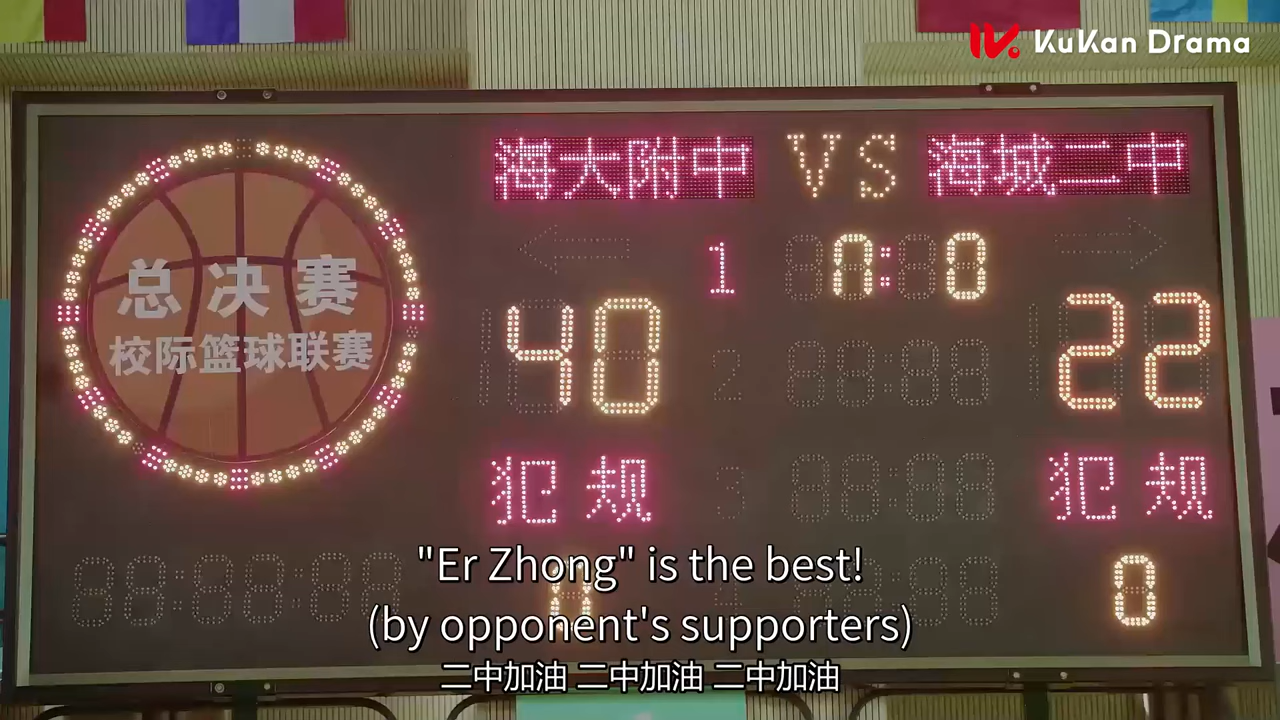 KuKan Drama
海大附中 VS 海城二中
总决赛
校际篮球联赛
1 0:0
40 22
犯规 犯规
0 0
"Er Zhong" is the best!
(by opponent's supporters)
二中加油 二中加油 二中加油